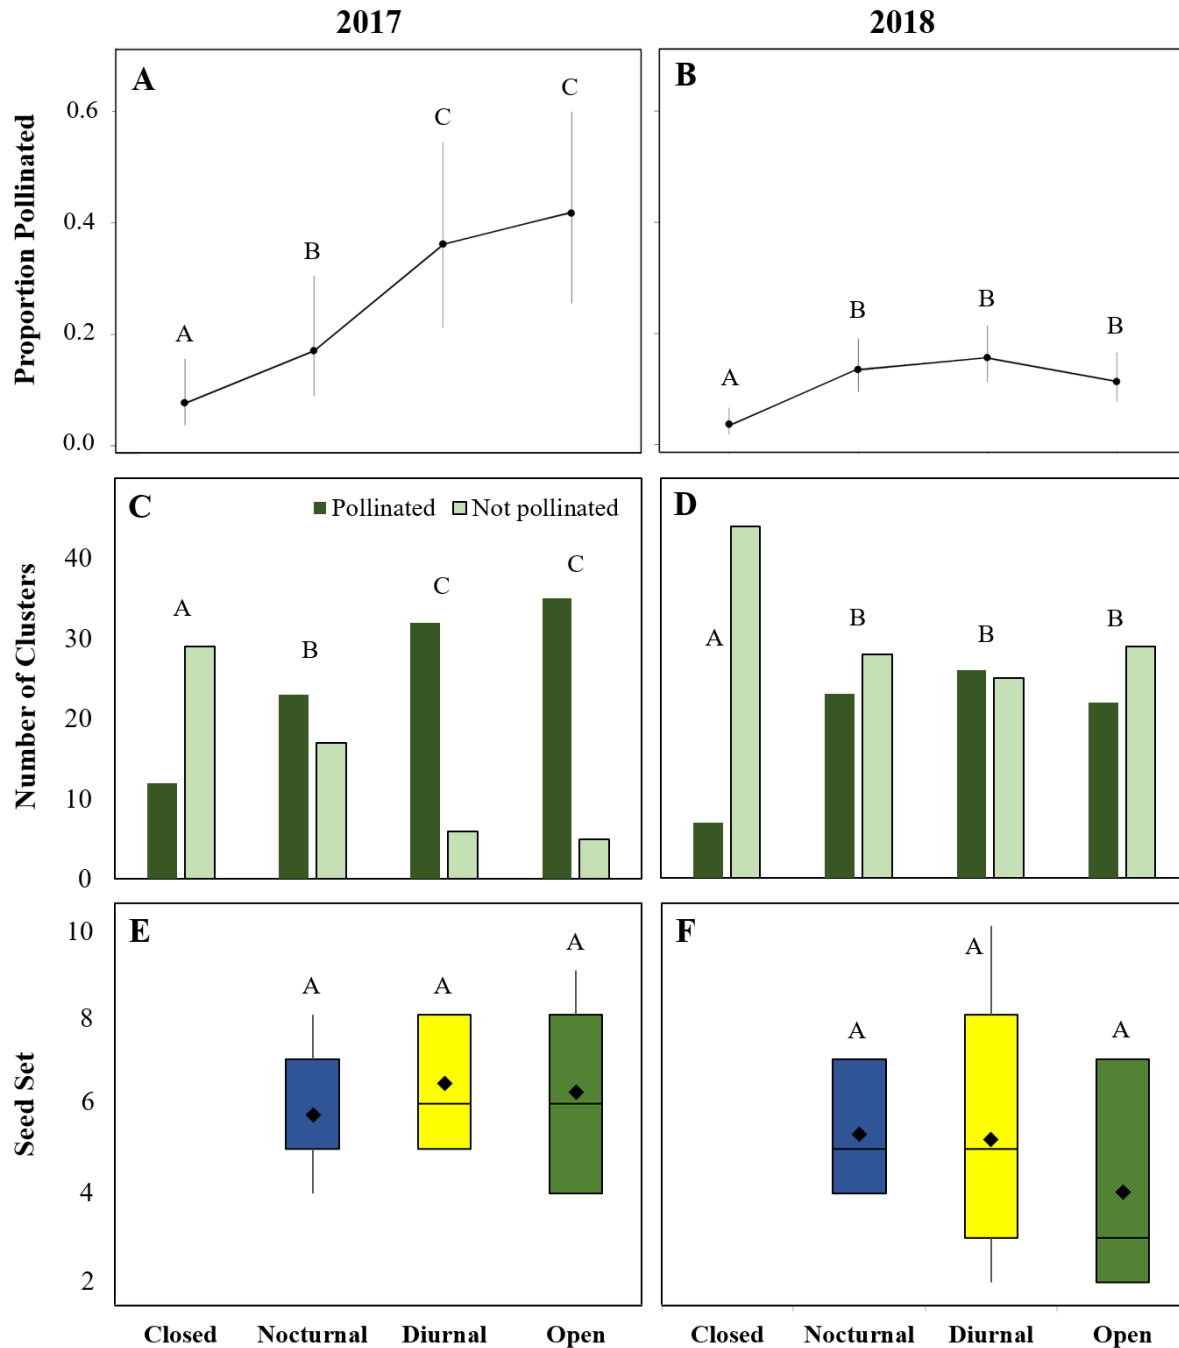 2017 2018
A B
Proportion Pollinated
0.6
0.4
0.2
0.0
A B C C
A B B B
C D
Pollinated Not pollinated
Number of Clusters
40
30
20
10
0
A B C C
A B B B
E F
Seed Set
10
8
6
4
2
A A A
A A A
Closed Nocturnal Diurnal Open Closed Nocturnal Diurnal Open